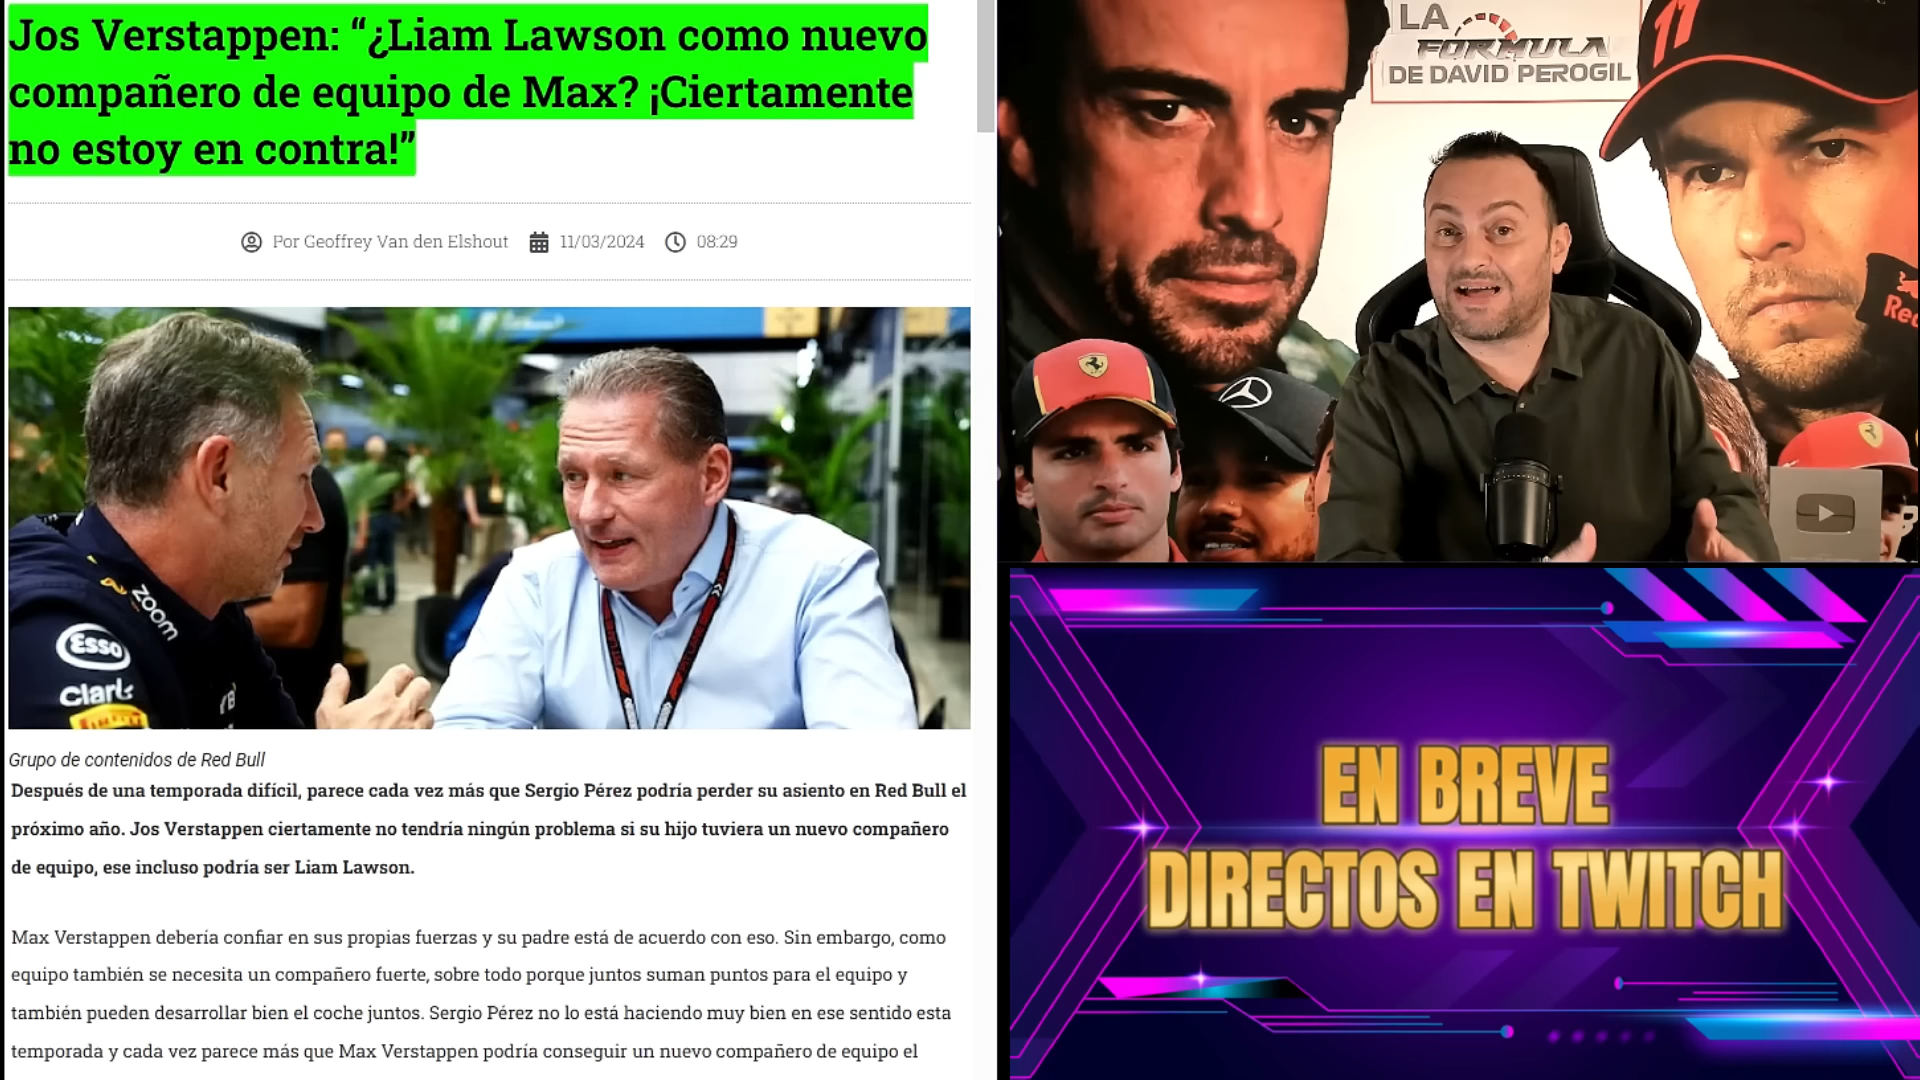 Jos Verstappen: “¿Liam Lawson como nuevo
compañero de equipo de Max? ¡Ciertamente
no estoy en contra!”
Por Geoffrey Van den Elshout 11/03/2024 08:29
zoom
Esso
Claro
Grupo de contenidos de Red Bull
Después de una temporada difícil, parece cada vez más que Sergio Pérez podría perder su asiento en Red Bull el
próximo año. Jos Verstappen ciertamente no tendría ningún problema si su hijo tuviera un nuevo compañero
de equipo, ese incluso podría ser Liam Lawson.
Max Verstappen debería confiar en sus propias fuerzas y su padre está de acuerdo con eso. Sin embargo, como
equipo también se necesita un compañero fuerte, sobre todo porque juntos suman puntos para el equipo y
también pueden desarrollar bien el coche juntos. Sergio Pérez no lo está haciendo muy bien en ese sentido esta
temporada y cada vez parece más que Max Verstappen podría conseguir un nuevo compañero de equipo el
LA
FORMULA
DE DAVID PEROGIL
11
EN BREVE
DIRECTOS EN TWITCH